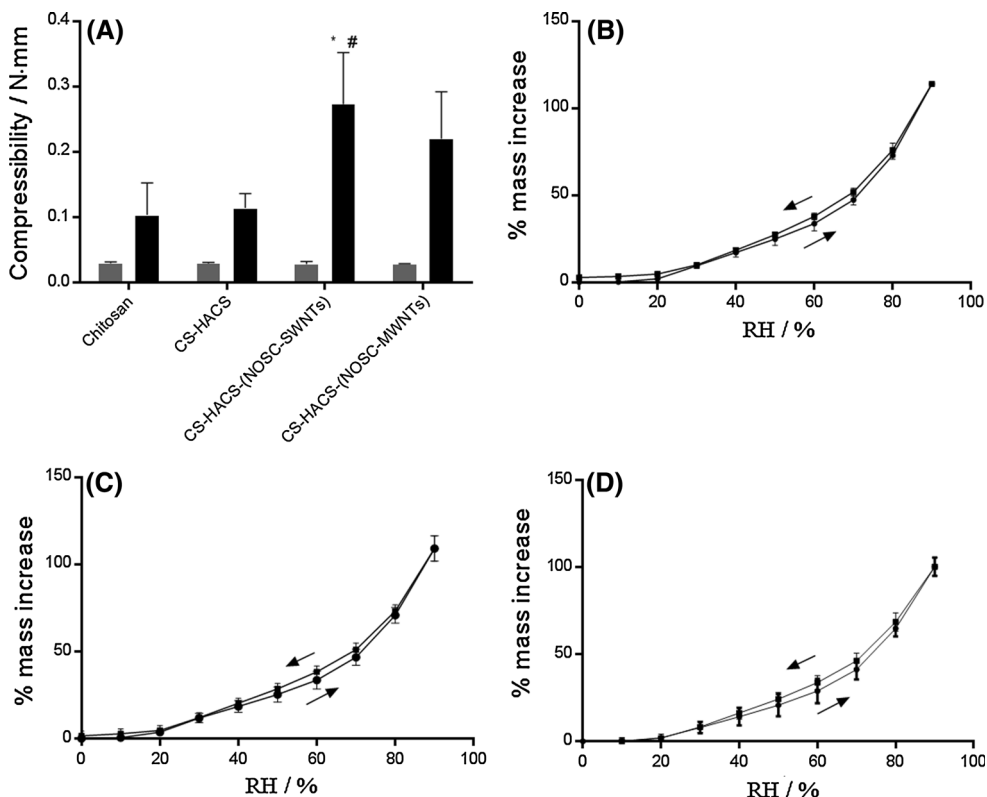 (A)
Compressibility / N·mm
0.4
0.3
0.2
0.1
0.0
* #
Chitosan
CS-HACS
CS-HACS-(NOSC-SWNTs)
CS-HACS-(NOSC-MWNTs)
(B)
% mass increase
150
100
50
0
0 20 40 60 80 100
RH / %
(C)
% mass increase
150
100
50
0
0 20 40 60 80 100
RH / %
(D)
% mass increase
150
100
50
0
0 20 40 60 80 100
RH / %